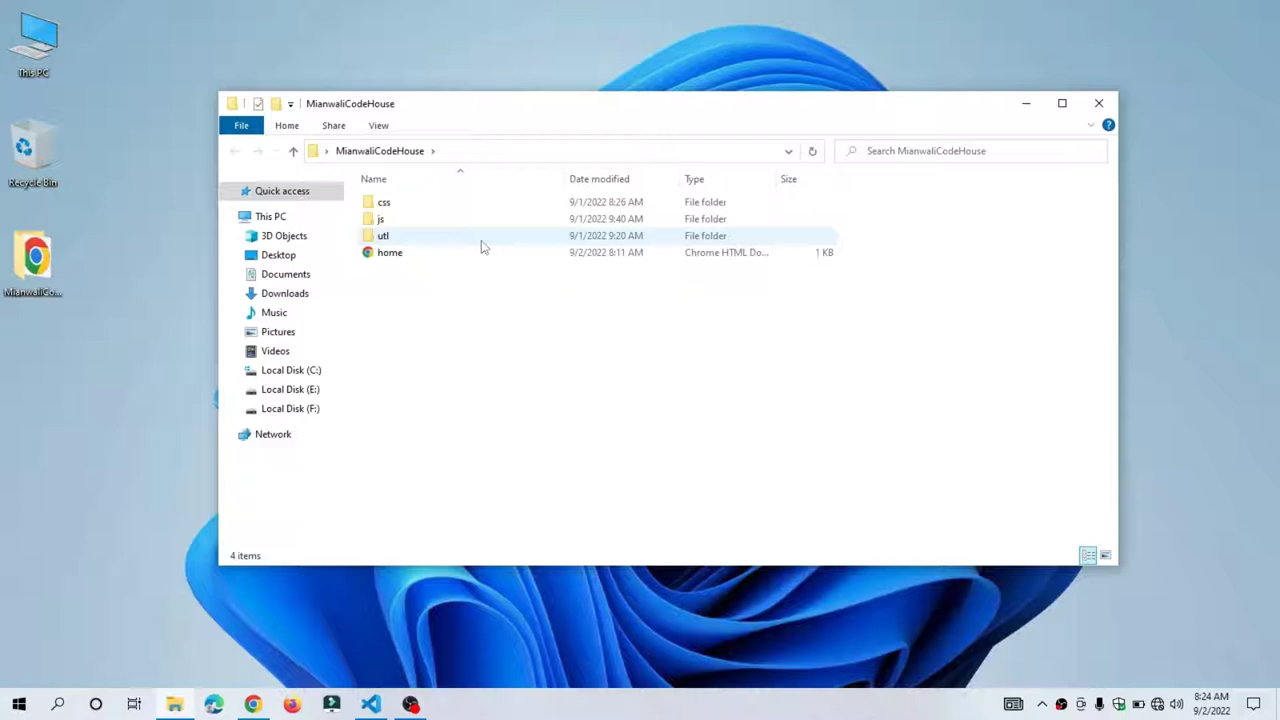 This PC
Recycle Bin
MianwaliCo...
MianwaliCodeHouse
File Home Share View
MianwaliCodeHouse
Search MianwaliCodeHouse
Name Date modified Type Size
css 9/1/2022 8:26 AM File folder
js 9/1/2022 9:40 AM File folder
utl 9/1/2022 9:20 AM File folder
home 9/2/2022 8:11 AM Chrome HTML Do... 1 KB
Quick access
This PC
3D Objects
Desktop
Documents
Downloads
Music
Pictures
Videos
Local Disk (C:)
Local Disk (E:)
Local Disk (F:)
Network
4 items
8:24 AM
9/2/2022